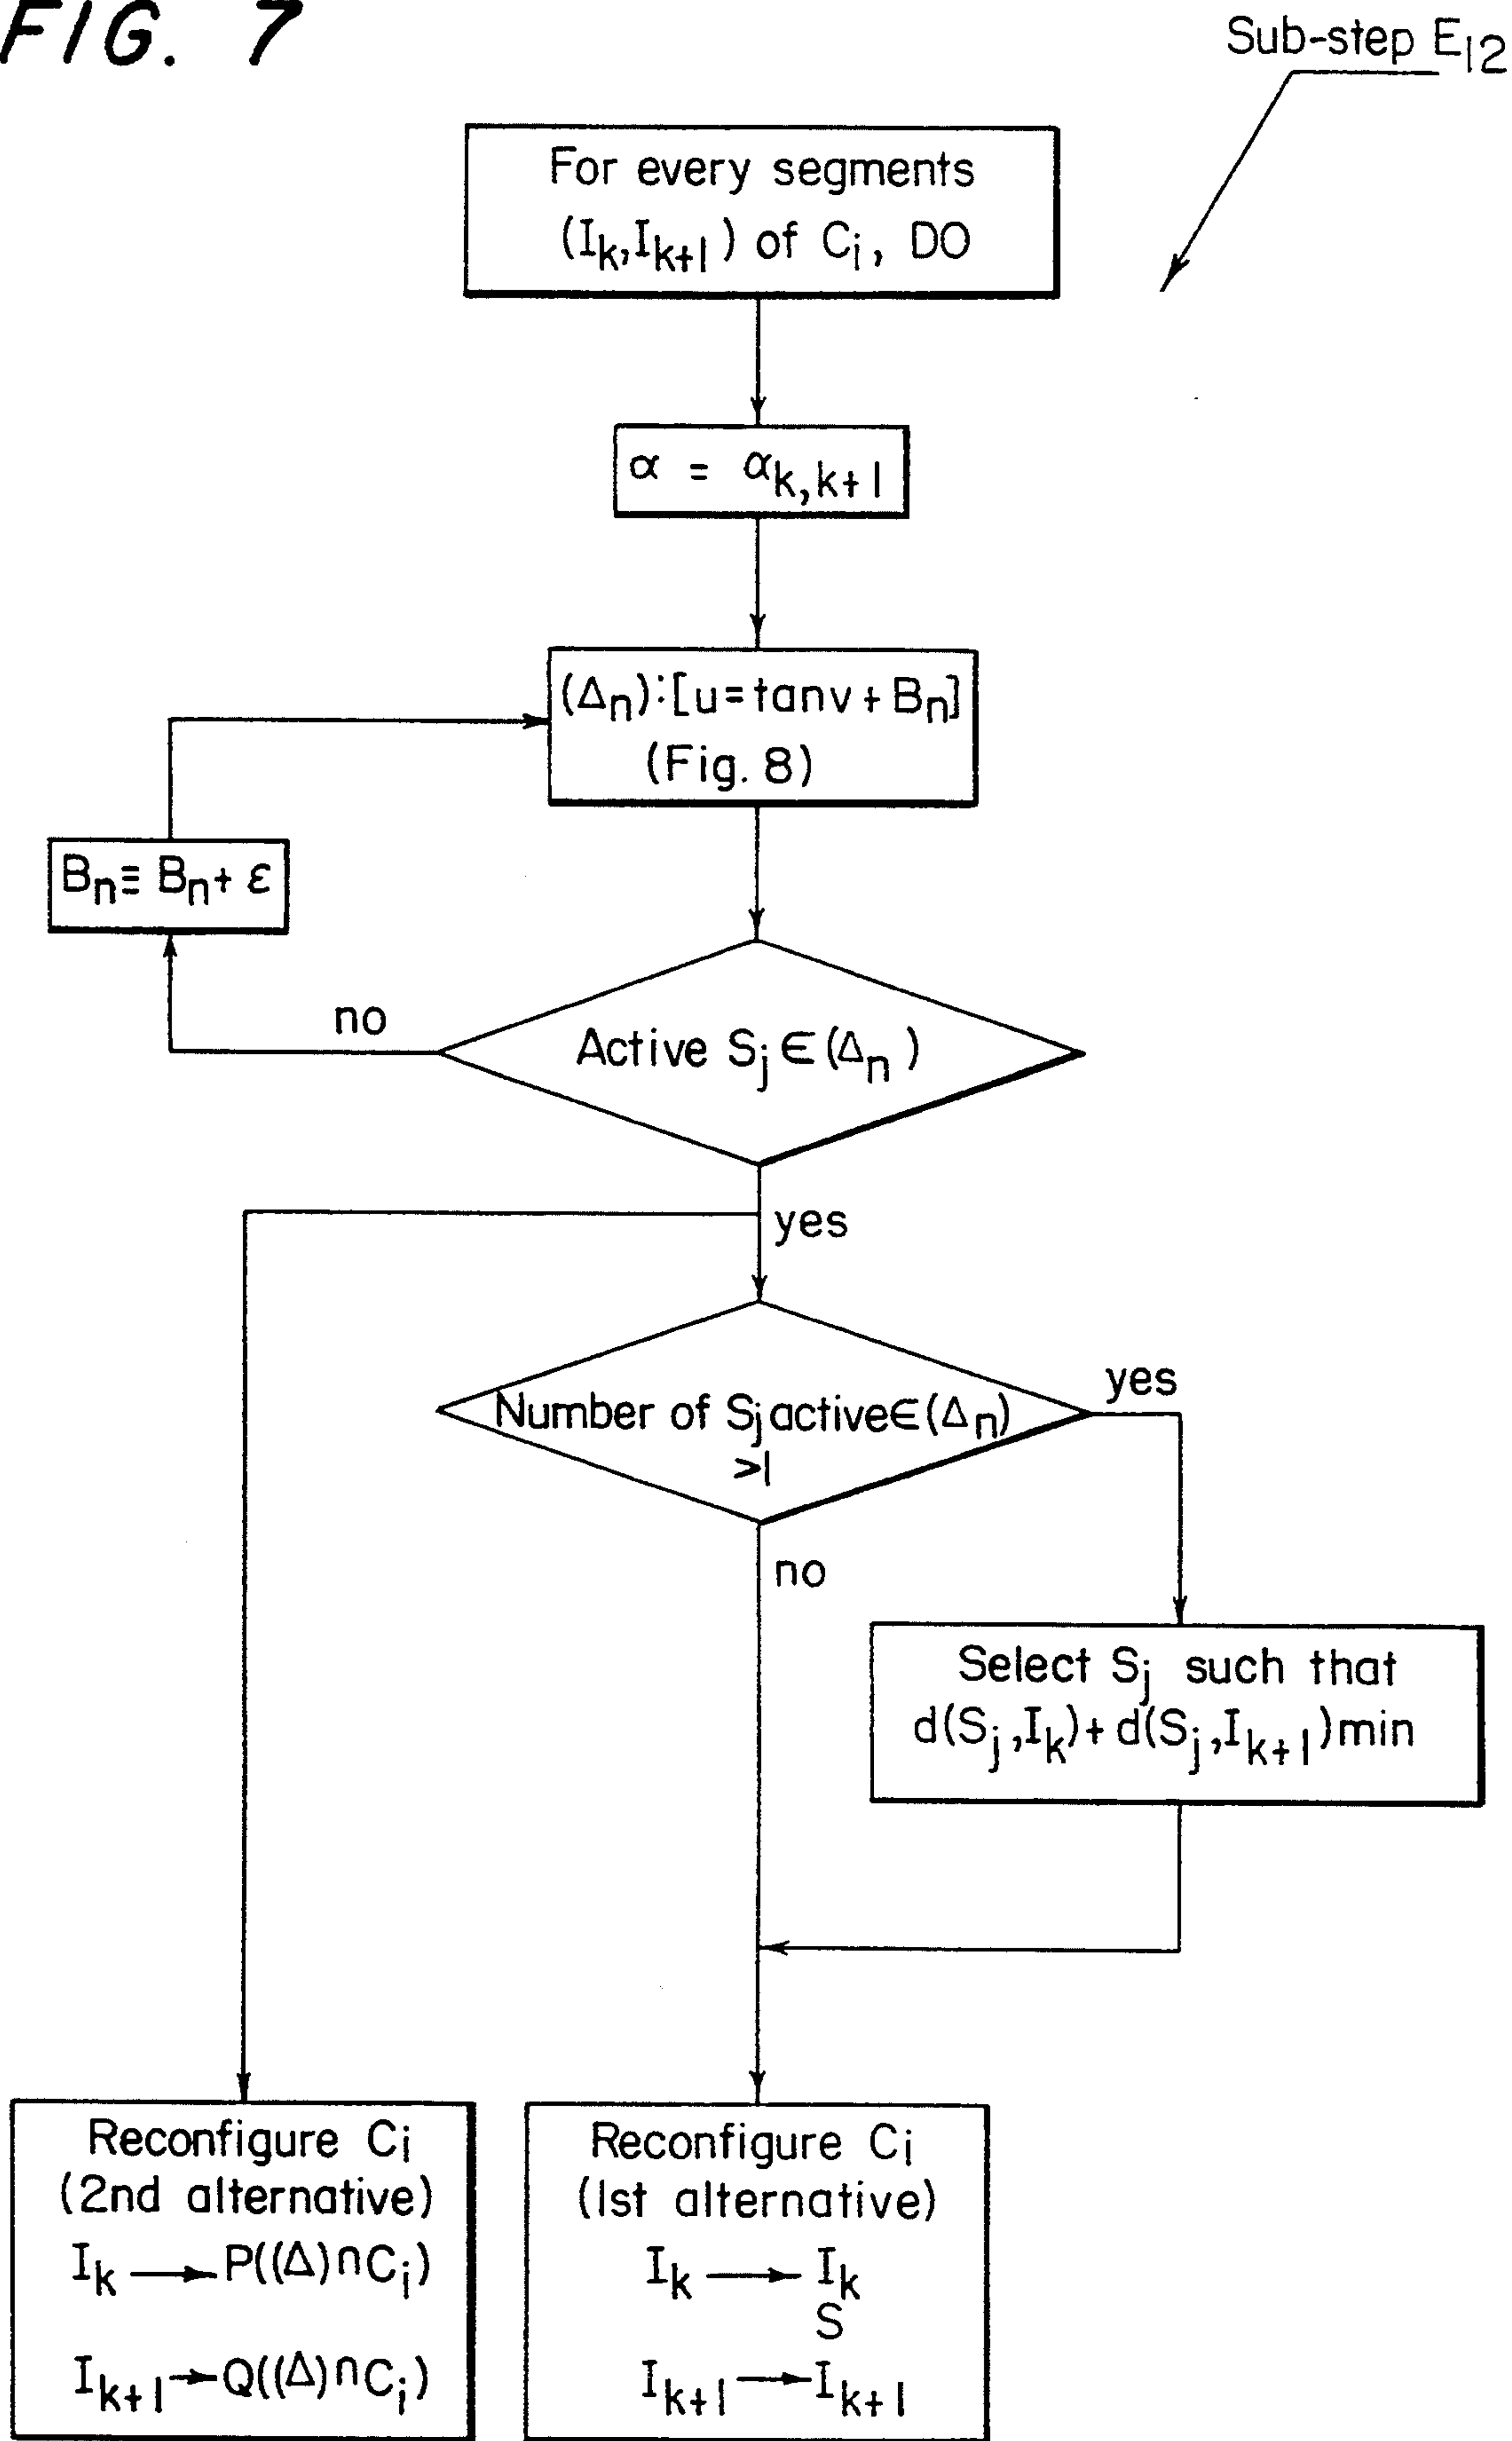 FIG. 7
Sub-step E12
For every segments
(Ik,Ik+1) of Ci, DO
α = αk,k+1
(Δn):[u=tanv+Bn]
(Fig. 8)
Bn≡ Bn+ ε
no
Active Sj∈(Δn)
yes
Number of Sj active∈(Δn)
>1
yes
no
Select Sj such that
d(Sj,Ik)+d(Sj,Ik+1)min
Reconfigure Ci
(2nd alternative)
Ik → P((Δ)∩Ci)
Ik+1 → Q((Δ)∩Ci)
Reconfigure Ci
(1st alternative)
Ik → Ik
S
Ik+1 → Ik+1